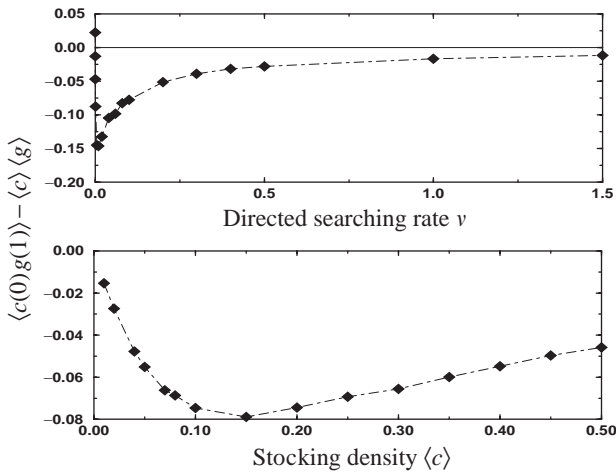 0.05
0.00
−0.05
−0.10
−0.15
−0.20
0.0 0.5 1.0 1.5
Directed searching rate v
⟨c(0)g(1)⟩−⟨c⟩ ⟨g⟩
0.00
−0.02
−0.04
−0.06
−0.08
0.00 0.10 0.20 0.30 0.40 0.50
Stocking density ⟨c⟩